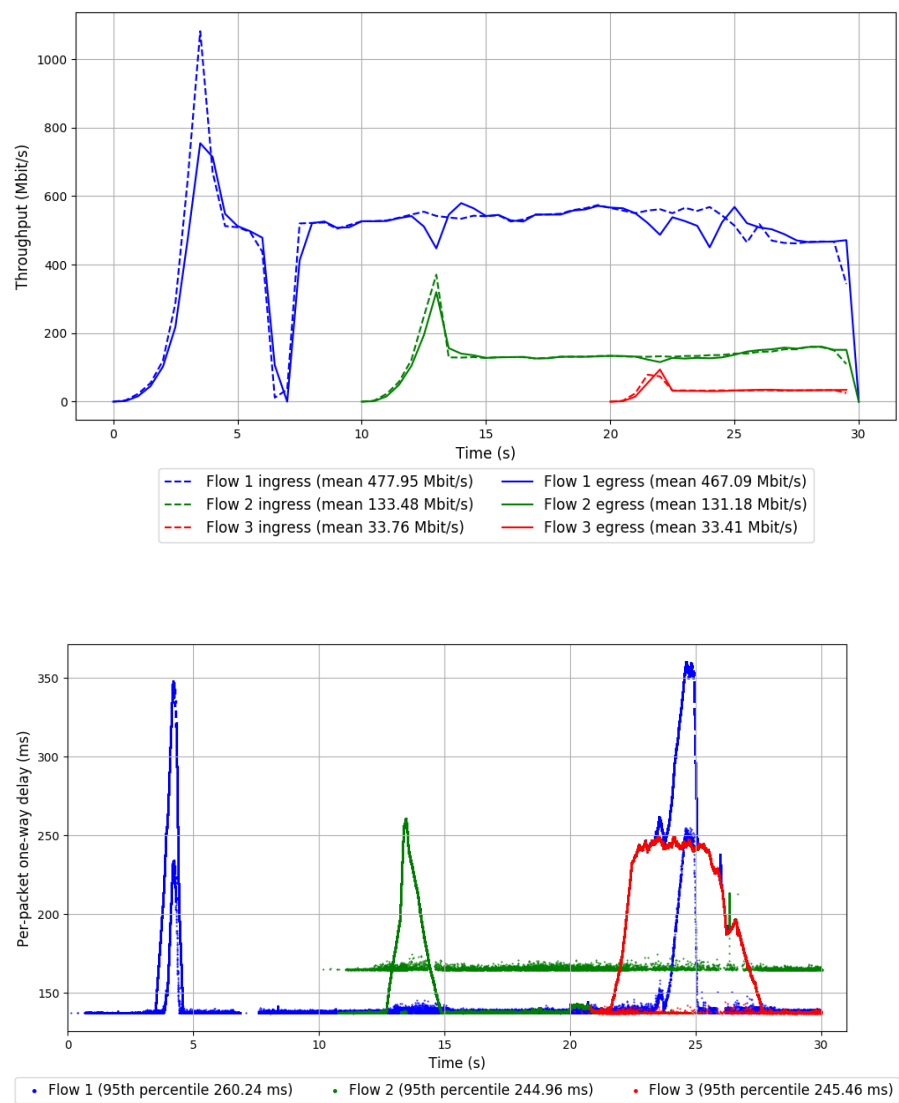 1000
800
600
400
200
0
Throughput (Mbit/s)
0 5 10 15 20 25 30
Time (s)
Flow 1 ingress (mean 477.95 Mbit/s) Flow 1 egress (mean 467.09 Mbit/s)
Flow 2 ingress (mean 133.48 Mbit/s) Flow 2 egress (mean 131.18 Mbit/s)
Flow 3 ingress (mean 33.76 Mbit/s) Flow 3 egress (mean 33.41 Mbit/s)
350
300
250
200
150
Per-packet one-way delay (ms)
0 5 10 15 20 25 30
Time (s)
Flow 1 (95th percentile 260.24 ms) Flow 2 (95th percentile 244.96 ms) Flow 3 (95th percentile 245.46 ms)